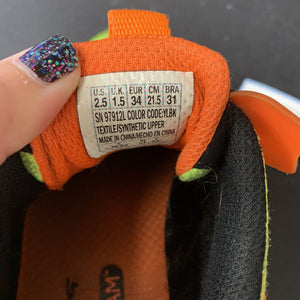 U.S. U.K. EUR CM BRA
2.5 1.5 34 21.5 31
SN 97912L COLOR CODE:YLBK
TEXTILE/SYNTHETIC UPPER
MADE IN CHINA/HECHO EN CHINA